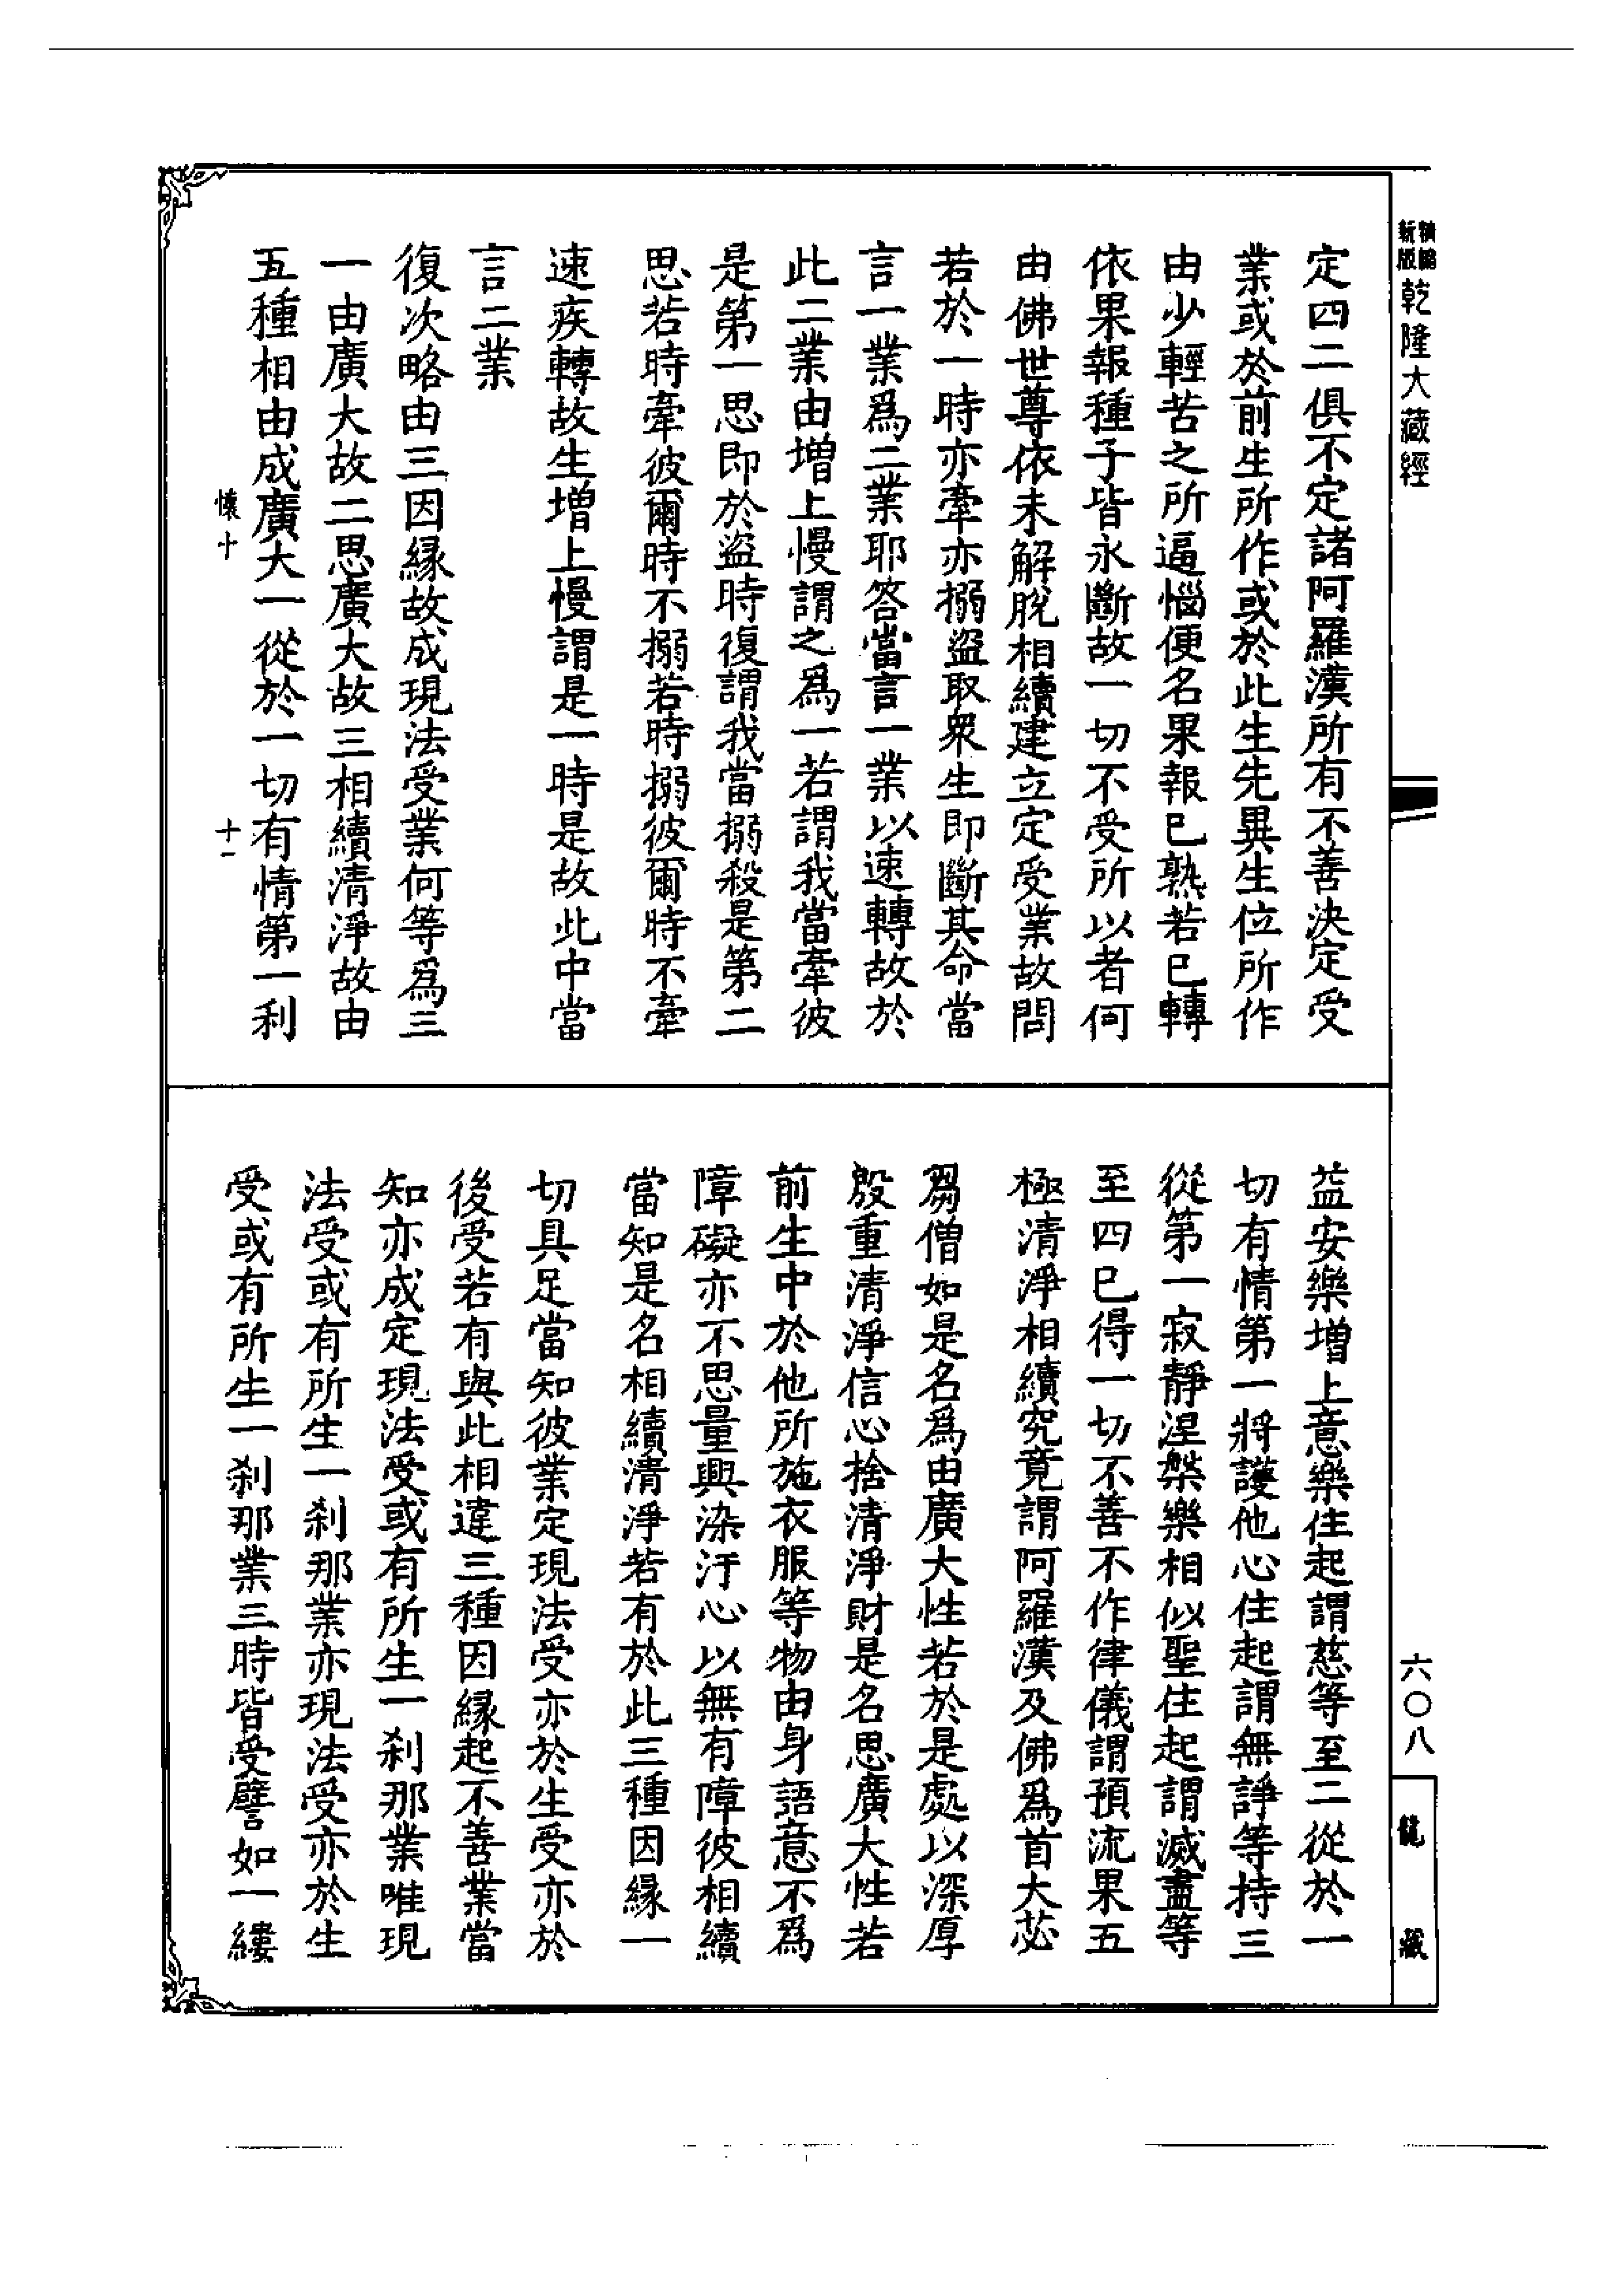 精編
新版
乾隆大藏經
定四二俱不定諸阿羅漢所有不善決定受
業或於前生所作或於此生先異生位所作
由少輕苦之所逼惱便名果報已熟若已轉
依果報種子皆永斷故一切不受所以者何
由佛世尊依未解脫相續建立定受業故問
若於一時亦牽亦搦盜取眾生即斷其命當
言一業為二業耶答當言一業以速轉故於
此二業由增上慢謂之為一若謂我當牽彼
是第一思即於盜時復謂我當搦殺是第二
思若時牽彼爾時不搦若時搦彼爾時不牽
速疾轉故生增上慢謂是一時是故此中當
言二業
復次略由三因緣故成現法受業何等為三
一由廣大故二思廣大故三相續清淨故由
五種相由成廣大一從於一切有情第一利
懷十
十一
益安樂增上意樂住起謂慈等至二從於一
切有情第一將護他心住起謂無諍等持三
從第一寂靜涅槃樂相似聖住起謂滅盡等
至四已得一切不善不作律儀謂預流果五
極清淨相續究竟謂阿羅漢及佛為首大苾
芻僧如是名為由廣大性若於是處以深厚
殷重清淨信心捨清淨財是名思廣大性若
前生中於他所施衣服等物由身語意不為
障礙亦不思量興染汙心以無有障彼相續
當知是名相續清淨若有於此三種因緣一
切具足當知彼業定現法受亦於生受亦於
後受若有與此相違三種因緣起不善業當
知亦成定現法受或有所生一剎那業唯現
法受或有所生一剎那業亦現法受亦於生
受或有所生一剎那業三時皆受譬如一縷
六〇八
龍藏